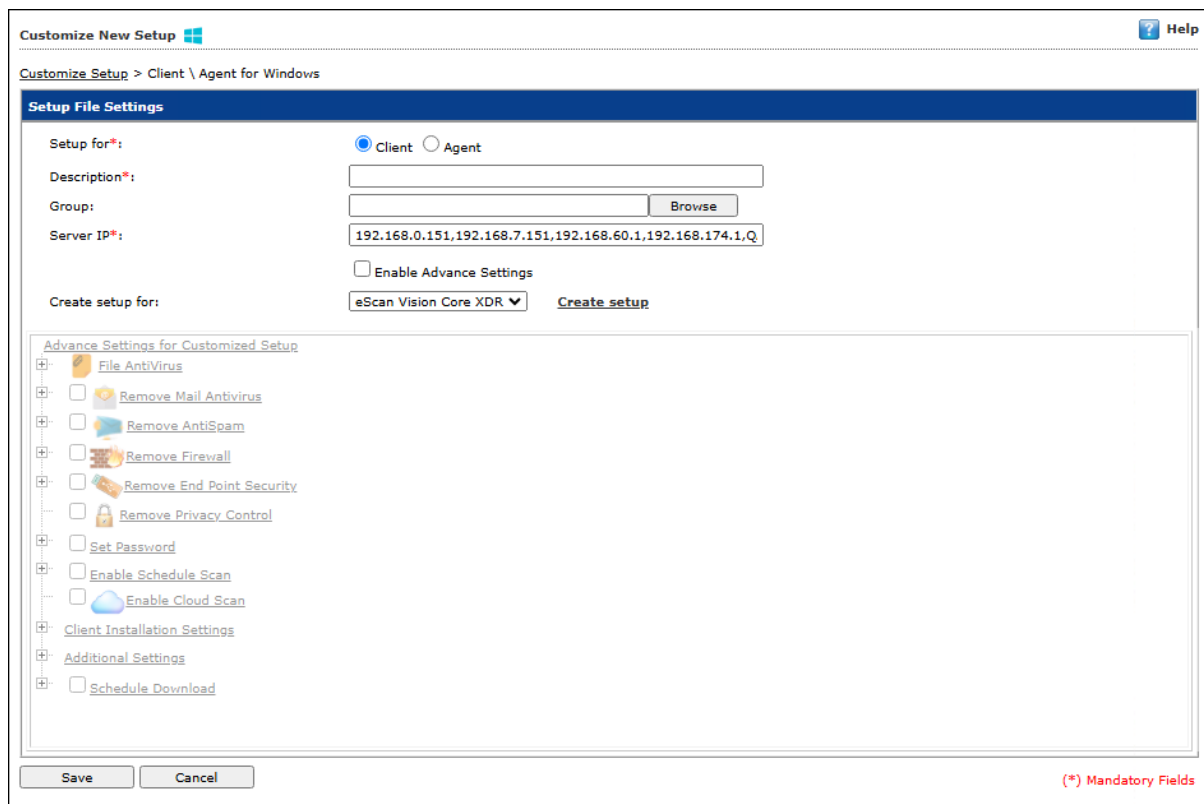 Customize New Setup
Help
Customize Setup > Client \ Agent for Windows
Setup File Settings
Setup for*: Client Agent
Description*:
Group: Browse
Server IP*: 192.168.0.151,192.168.7.151,192.168.60.1,192.168.174.1,Q
Enable Advance Settings
Create setup for: eScan Vision Core XDR Create setup
Advance Settings for Customized Setup
File AntiVirus
Remove Mail Antivirus
Remove AntiSpam
Remove Firewall
Remove End Point Security
Remove Privacy Control
Set Password
Enable Schedule Scan
Enable Cloud Scan
Client Installation Settings
Additional Settings
Schedule Download
Save Cancel
(*) Mandatory Fields